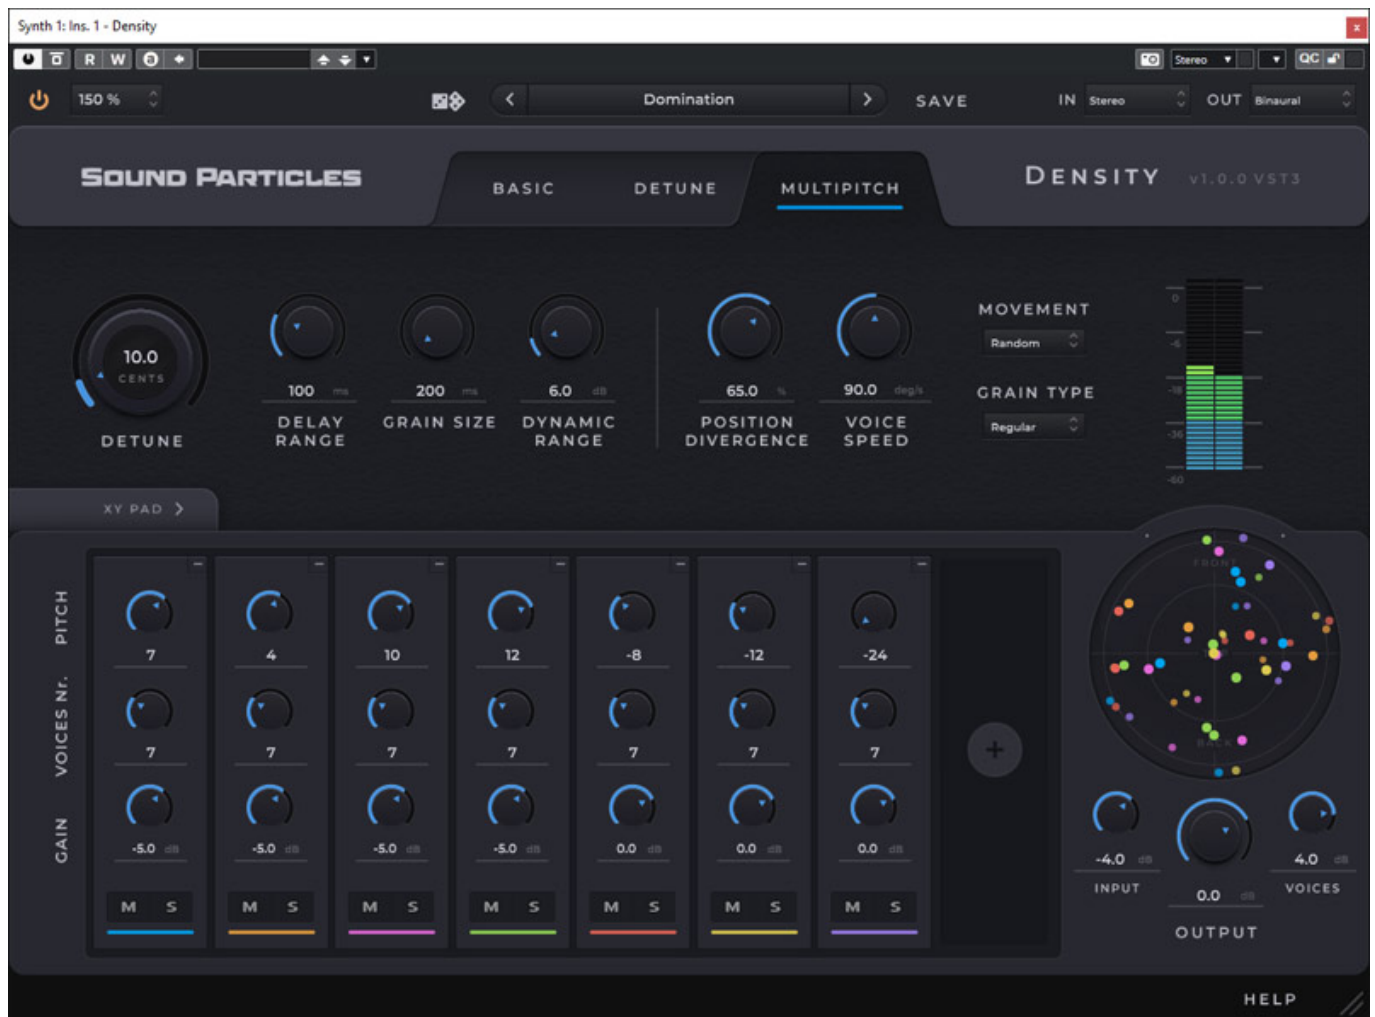 Synth 1: Ins. 1 - Density
x
R W a Stereo QC
150 % Domination SAVE IN Stereo OUT Binaural
SOUND PARTICLES BASIC DETUNE MULTIPITCH DENSITY v1.0.0 VST3
10.0
CENTS
DETUNE
100 ms
DELAY
RANGE
200 ms
GRAIN SIZE
6.0 dB
DYNAMIC
RANGE
65.0 %
POSITION
DIVERGENCE
90.0 deg/s
VOICE
SPEED
MOVEMENT
Random
GRAIN TYPE
Regular
0
-6
-18
-36
-60
XY PAD
PITCH
7 4 10 12 -8 -12 -24
VOICES Nr.
7 7 7 7 7 7 7
GAIN
-5.0 dB -5.0 dB -5.0 dB -5.0 dB 0.0 dB 0.0 dB 0.0 dB
M S M S M S M S M S M S M S
+
FRONT
BACK
-4.0 dB
INPUT
0.0 dB
OUTPUT
4.0 dB
VOICES
HELP